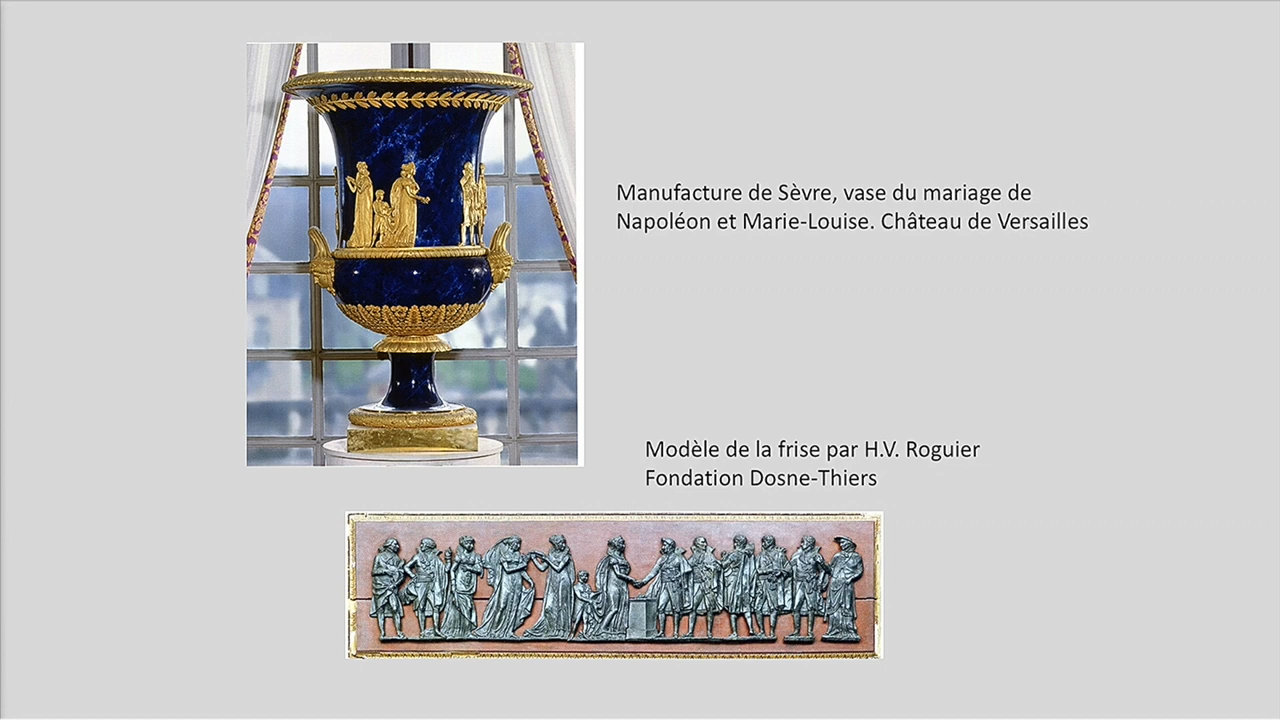 Manufacture de Sèvre, vase du mariage de
Napoléon et Marie-Louise. Château de Versailles
Modèle de la frise par H.V. Roguier
Fondation Dosne-Thiers